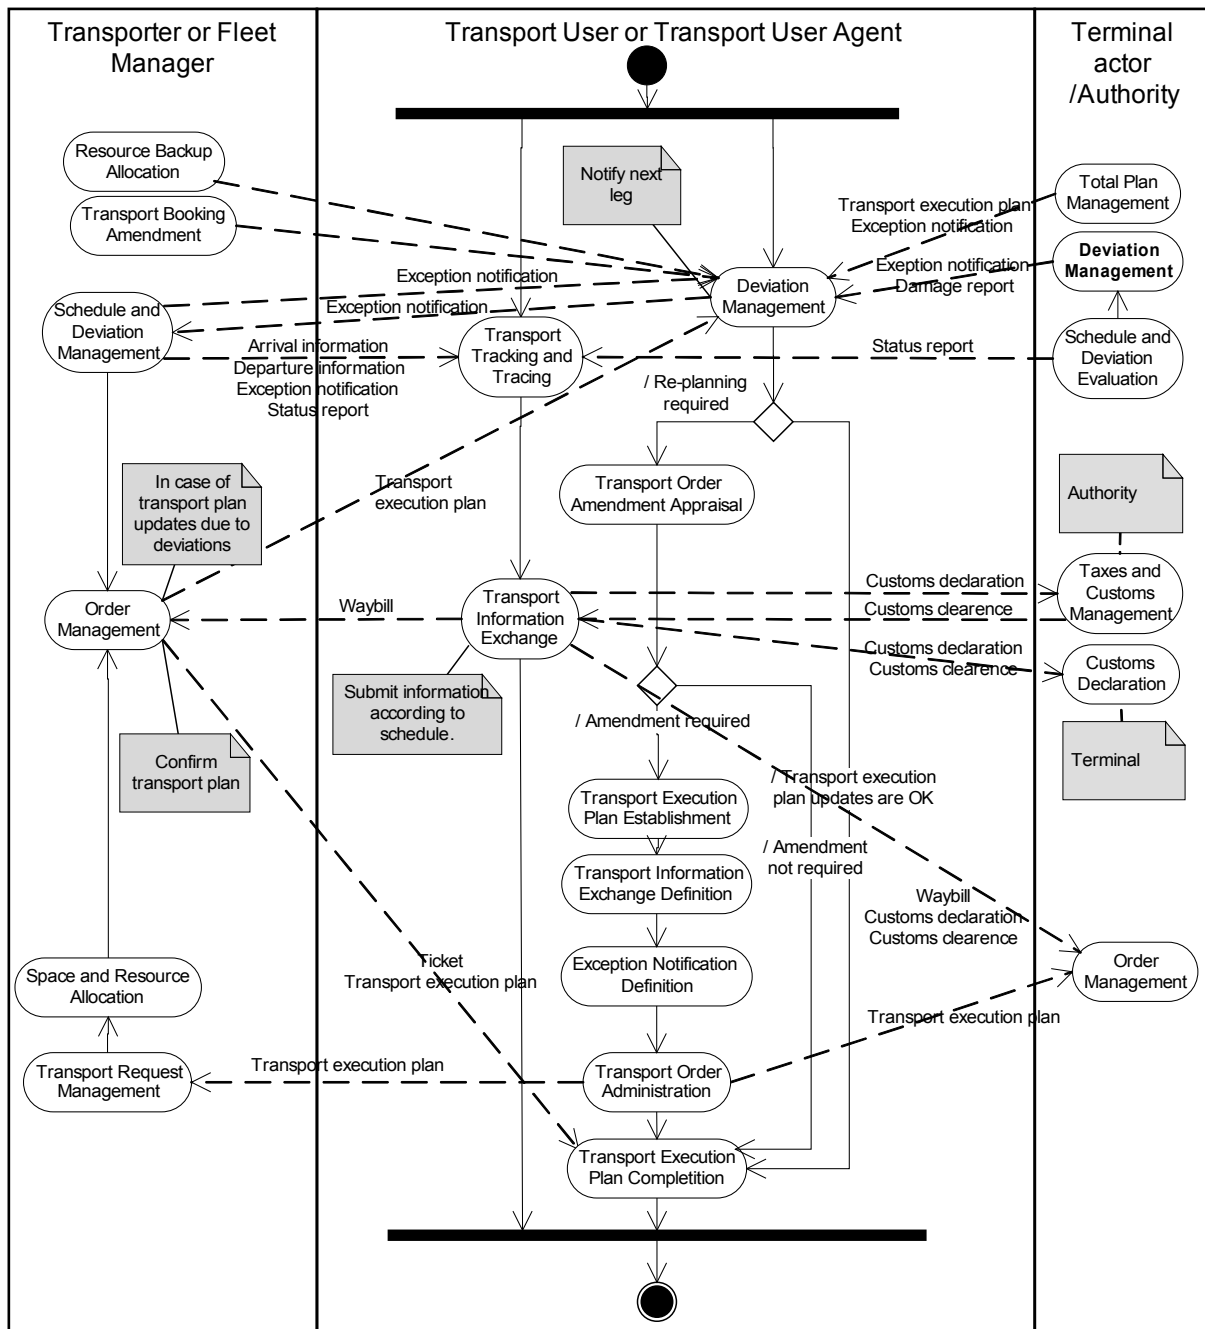 Transporter or Fleet
Manager
Transport User or Transport User Agent
Terminal
actor
/Authority
Resource Backup
Allocation
Transport Booking
Amendment
Notify next
leg
Total Plan
Management
Transport execution plan
Exception notification
Deviation
Management
Exeption notification
Damage report
Deviation
Management
Exception notification
Exception notification
Schedule and
Deviation
Management
Arrival information
Departure information
Exception notification
Status report
Transport
Tracking and
Tracing
Status report
Schedule and
Deviation
Evaluation
/ Re-planning
required
In case of
transport plan
updates due to
deviations
Transport
execution plan
Transport Order
Amendment Appraisal
Authority
Order
Management
Waybill
Transport
Information
Exchange
Customs declaration
Customs clearence
Taxes and
Customs
Management
Customs declaration
Customs clearence
Customs
Declaration
Submit information
according to
schedule.
/ Amendment required
Confirm
transport plan
Terminal
/ Transport execution
plan updates are OK
Transport Execution
Plan Establishment
/ Amendment
not required
Transport Information
Exchange Definition
Waybill
Customs declaration
Customs clearence
Ticket
Transport execution plan
Exception Notification
Definition
Space and Resource
Allocation
Order
Management
Transport execution plan
Transport Request
Management
Transport execution plan
Transport Order
Administration
Transport Execution
Plan Completition